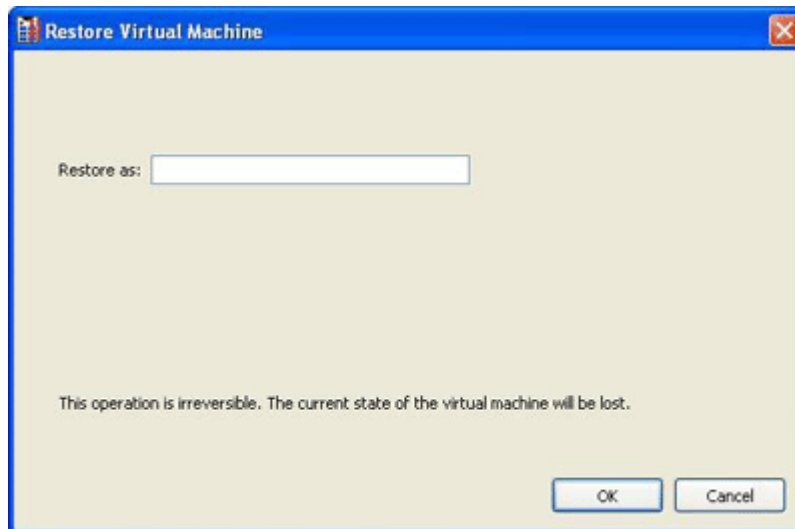 Restore Virtual Machine
Restore as:
This operation is irreversible. The current state of the virtual machine will be lost.
OK Cancel